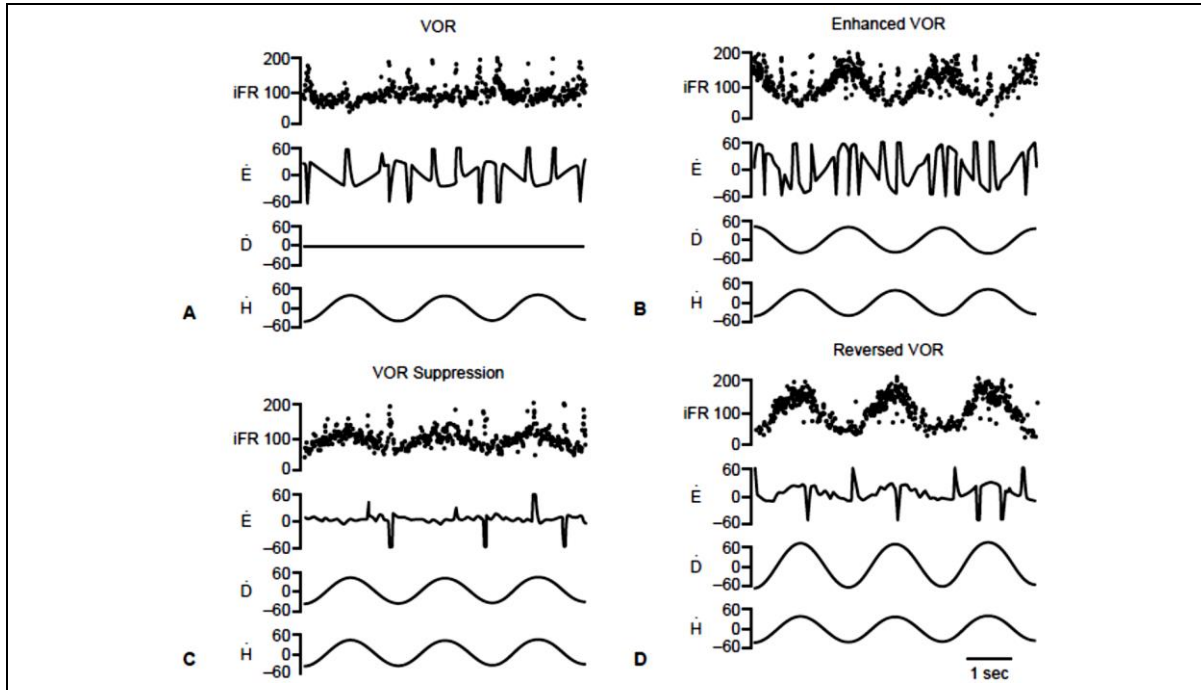 VOR
200
iFR 100
0
60
Ė 0
–60
60
Ḋ 0
–60
60
Ḣ 0
–60
A
Enhanced VOR
200
iFR 100
0
60
Ė 0
–60
60
Ḋ 0
–60
60
Ḣ 0
–60
B
VOR Suppression
200
iFR 100
0
60
Ė 0
–60
60
Ḋ 0
–60
60
Ḣ 0
–60
C
Reversed VOR
200
iFR 100
0
60
Ė 0
–60
60
Ḋ 0
–60
60
Ḣ 0
–60
D
1 sec